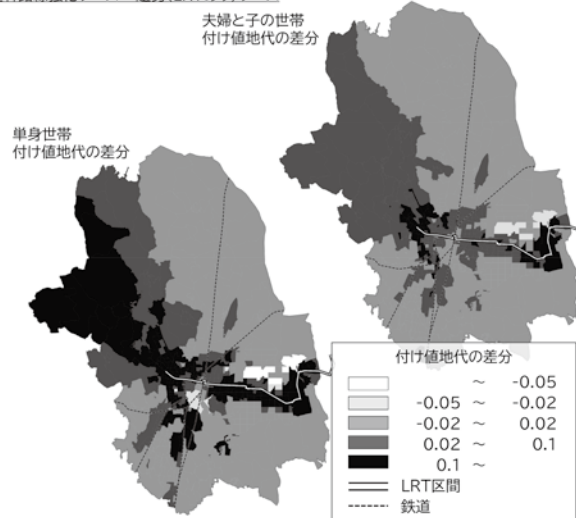 夫婦と子の世帯
付け値地代の差分
単身世帯
付け値地代の差分
付け値地代の差分
～ -0.05
-0.05 ～ -0.02
-0.02 ～ 0.02
0.02 ～ 0.1
0.1 ～
LRT区間
鉄道